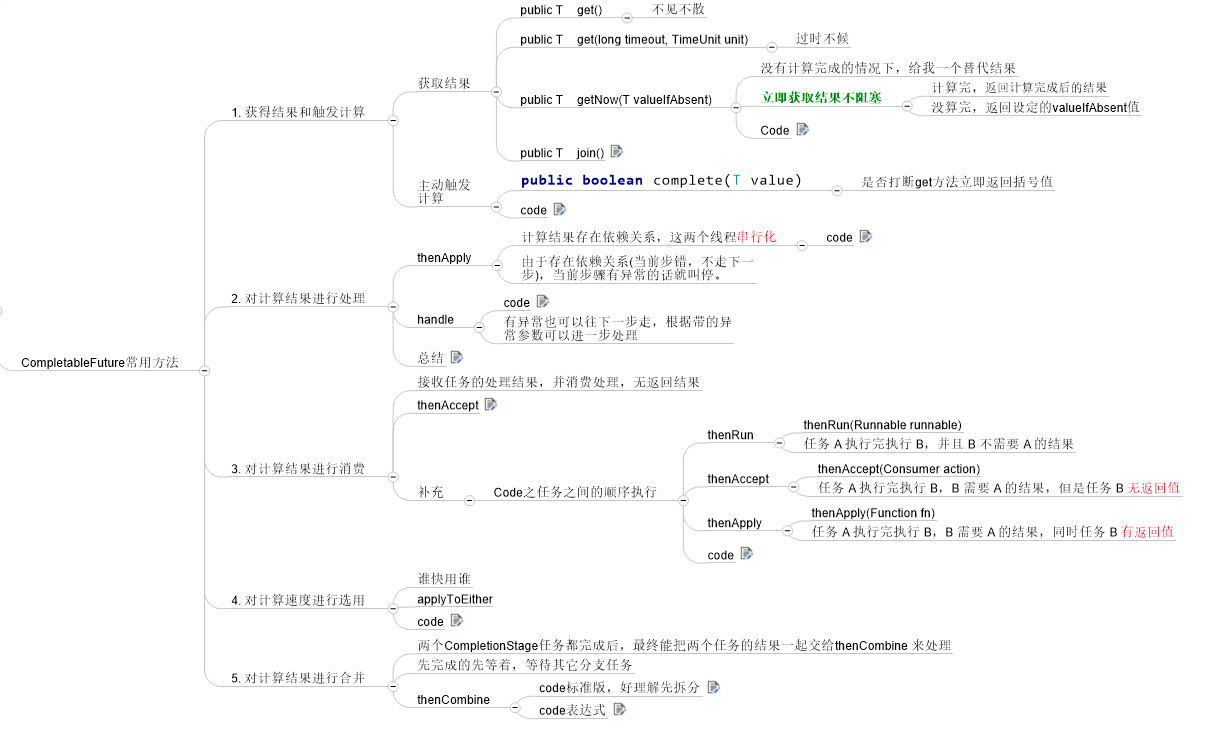 CompletableFuture常用方法
1. 获得结果和触发计算
获取结果
public T get()
不见不散
public T get(long timeout, TimeUnit unit)
过时不候
public T getNow(T valueIfAbsent)
没有计算完成的情况下，给我一个替代结果
立即获取结果不阻塞
计算完，返回计算完成后的结果
没算完，返回设定的valueIfAbsent值
Code
public T join()
主动触发
计算
public boolean complete(T value)
是否打断get方法立即返回括号值
code
2. 对计算结果进行处理
thenApply
计算结果存在依赖关系，这两个线程串行化
code
由于存在依赖关系(当前步错，不走下一
步)，当前步骤有异常的话就叫停。
handle
code
有异常也可以往下一步走，根据带的异
常参数可以进一步处理
总结
3. 对计算结果进行消费
接收任务的处理结果，并消费处理，无返回结果
thenAccept
补充
Code之任务之间的顺序执行
thenRun
thenRun(Runnable runnable)
任务 A 执行完执行 B，并且 B 不需要 A 的结果
thenAccept
thenAccept(Consumer action)
任务 A 执行完执行 B，B 需要 A 的结果，但是任务 B 无返回值
thenApply
thenApply(Function fn)
任务 A 执行完执行 B，B 需要 A 的结果，同时任务 B 有返回值
code
4. 对计算速度进行选用
谁快用谁
applyToEither
code
5. 对计算结果进行合并
两个CompletionStage任务都完成后，最终能把两个任务的结果一起交给thenCombine 来处理
先完成的先等着，等待其它分支任务
thenCombine
code标准版，好理解先拆分
code表达式